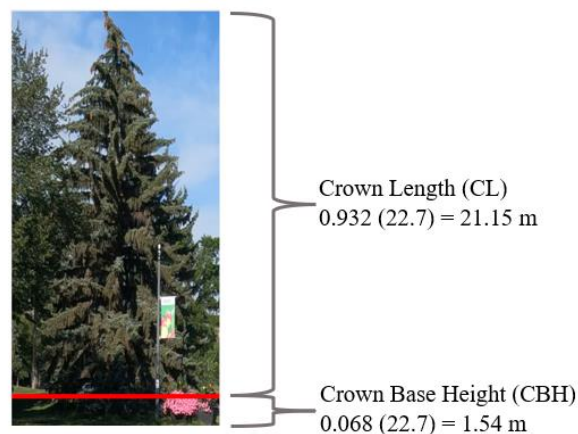 Crown Length (CL)
0.932 (22.7) = 21.15 m
Crown Base Height (CBH)
0.068 (22.7) = 1.54 m